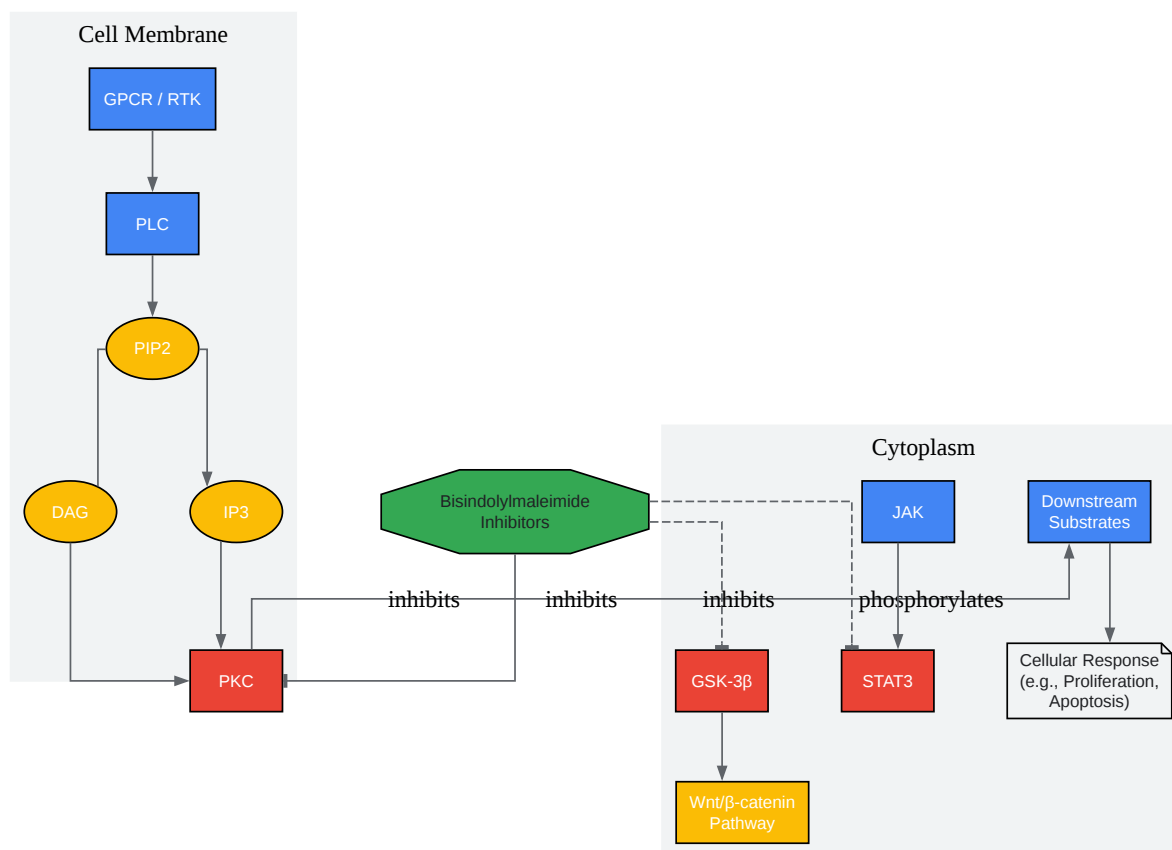 Cell Membrane
GPCR / RTK
PLC
PIP2
DAG
IP3
PKC
Bisindolylmaleimide
Inhibitors
inhibits
inhibits
inhibits
phosphorylates
Cytoplasm
JAK
Downstream
Substrates
GSK-3β
STAT3
Cellular Response
(e.g., Proliferation,
Apoptosis)
Wnt/β-catenin
Pathway